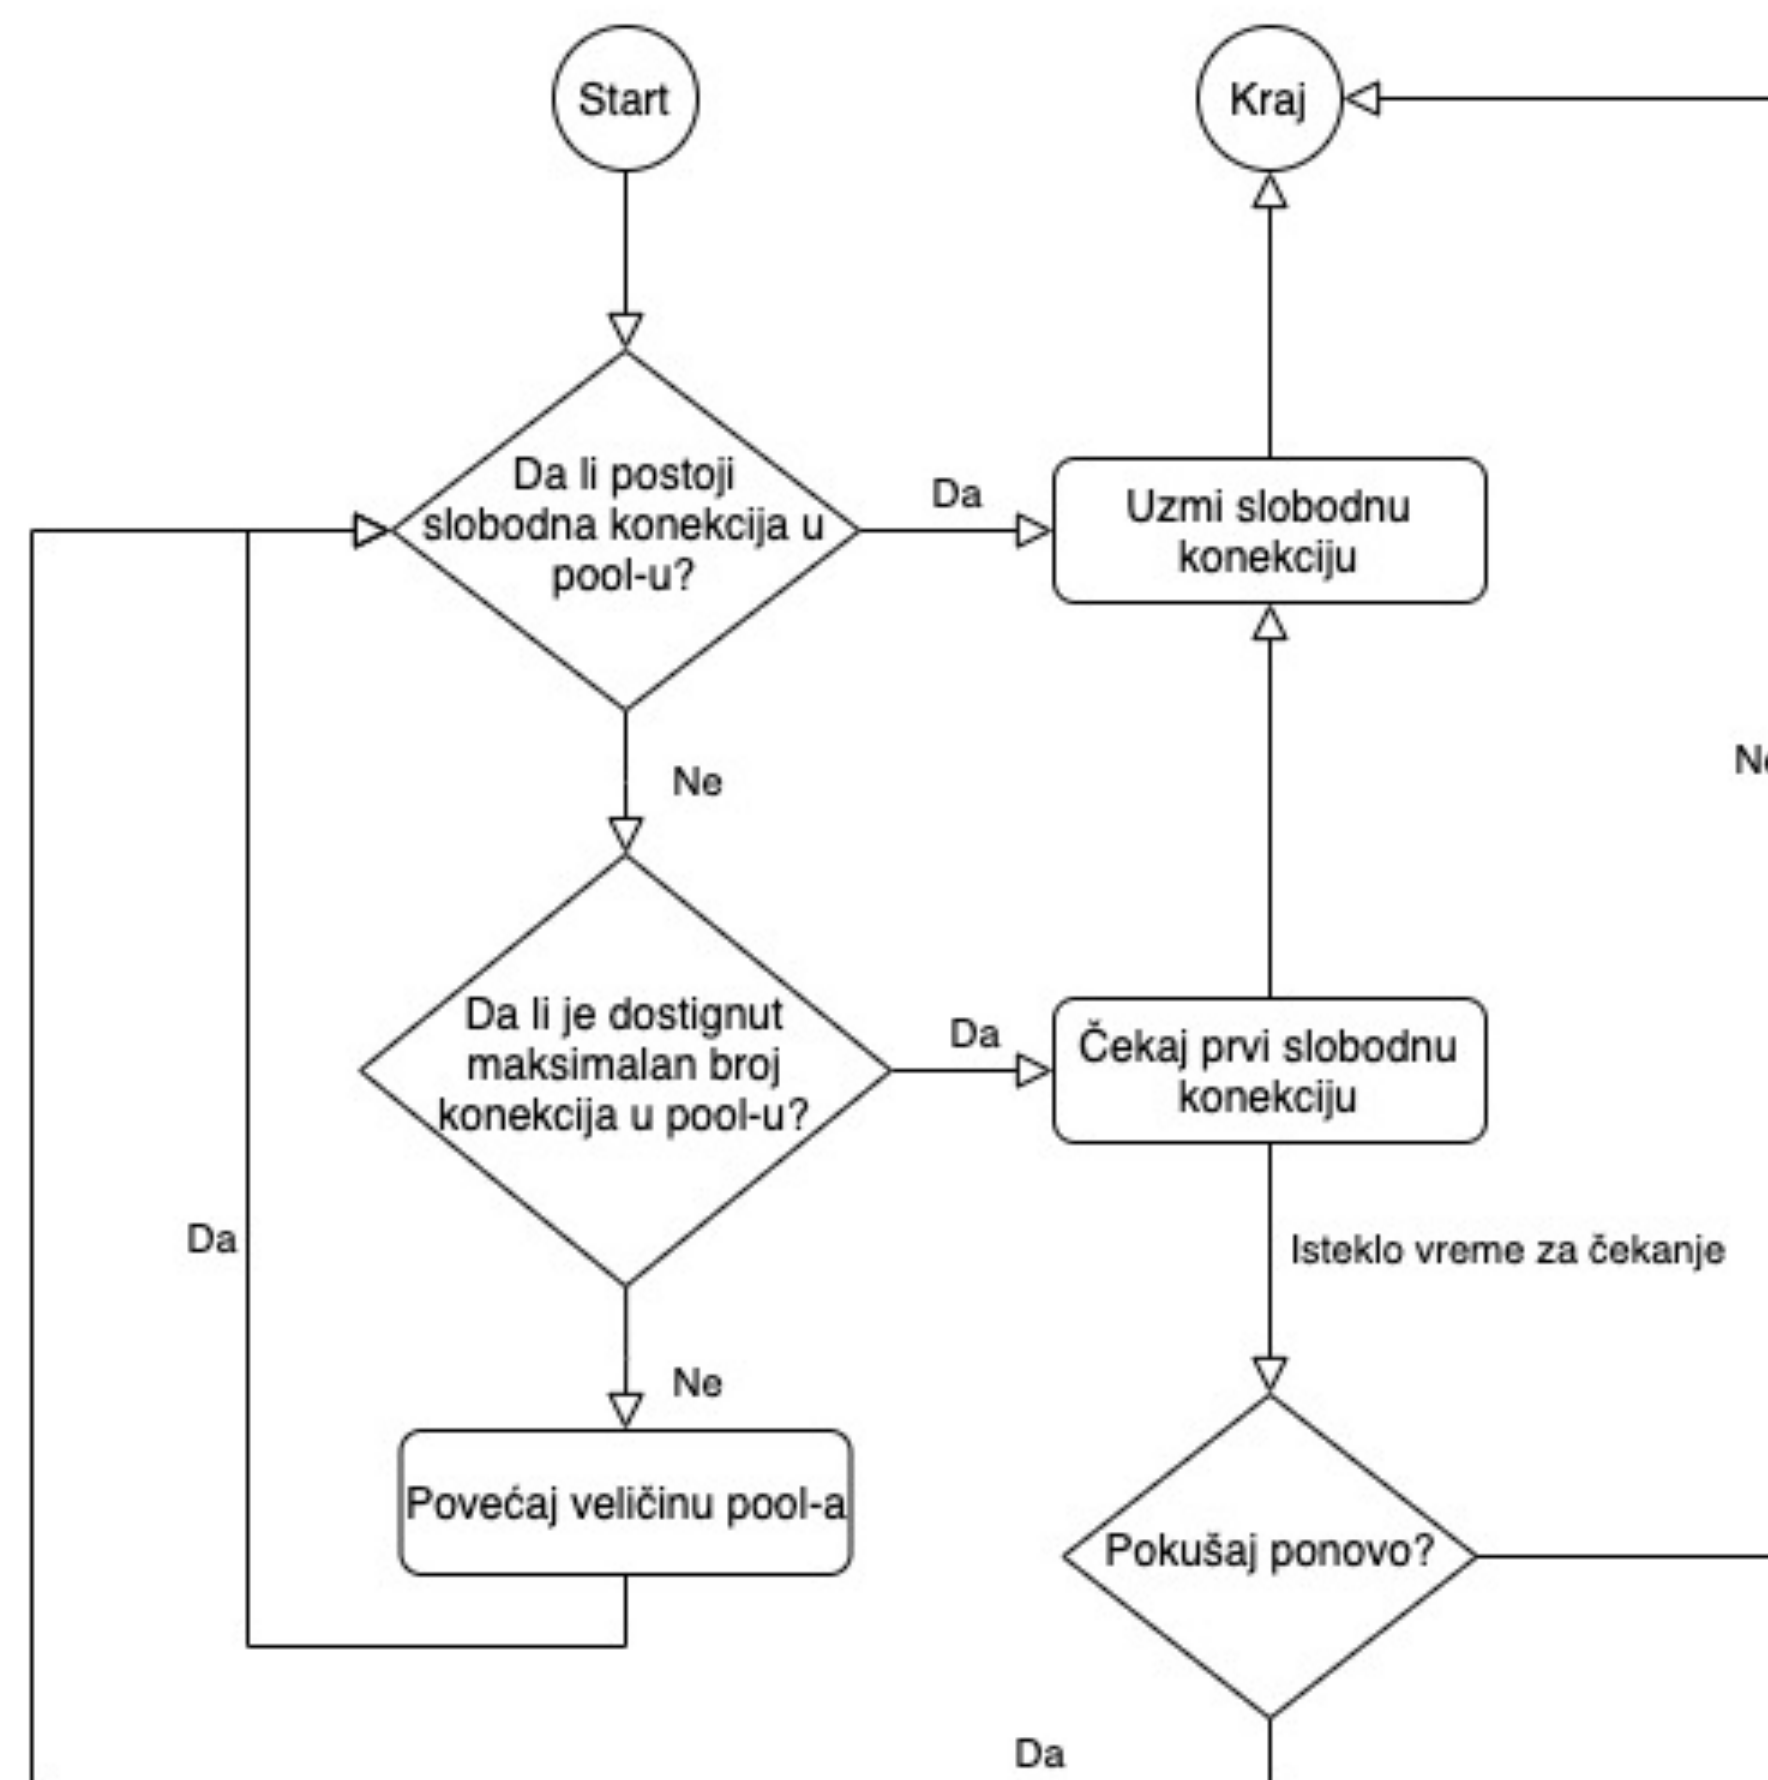 Start
Kraj
Da li postoji
slobodna konekcija u
pool-u?
Da
Uzmi slobodnu
konekciju
Ne
Da li je dostignut
maksimalan broj
konekcija u pool-u?
Da
Čekaj prvi slobodnu
konekciju
Da
Isteklo vreme za čekanje
Ne
Povećaj veličinu pool-a
Pokušaj ponovo?
Da